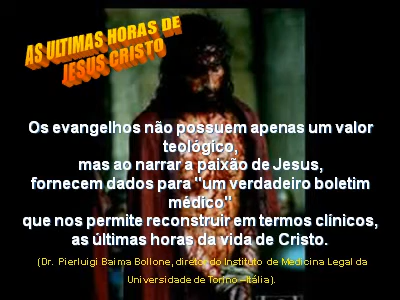 AS ULTIMAS HORAS DE
JESUS CRISTO
Os evangelhos não possuem apenas um valor
teológico,
mas ao narrar a paixão de Jesus,
fornecem dados para "um verdadeiro boletim
médico"
que nos permite reconstruir em termos clínicos,
as últimas horas da vida de Cristo.
(Dr. Pierluigi Baima Bollone, diretor do Instituto de Medicina Legal da
Universidade de Torino - Itália).